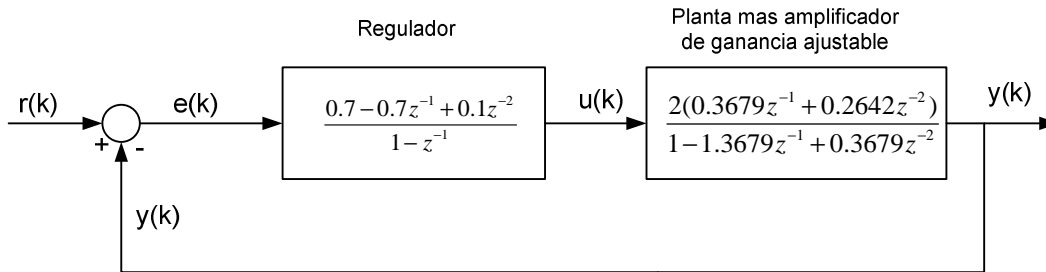 Regulador
Planta mas amplificador
de ganancia ajustable
r(k)
+
-
e(k)
0.7 − 0.7z⁻¹ + 0.1z⁻²
1 − z⁻¹
u(k)
2(0.3679z⁻¹ + 0.2642z⁻²)
1 − 1.3679z⁻¹ + 0.3679z⁻²
y(k)
y(k)